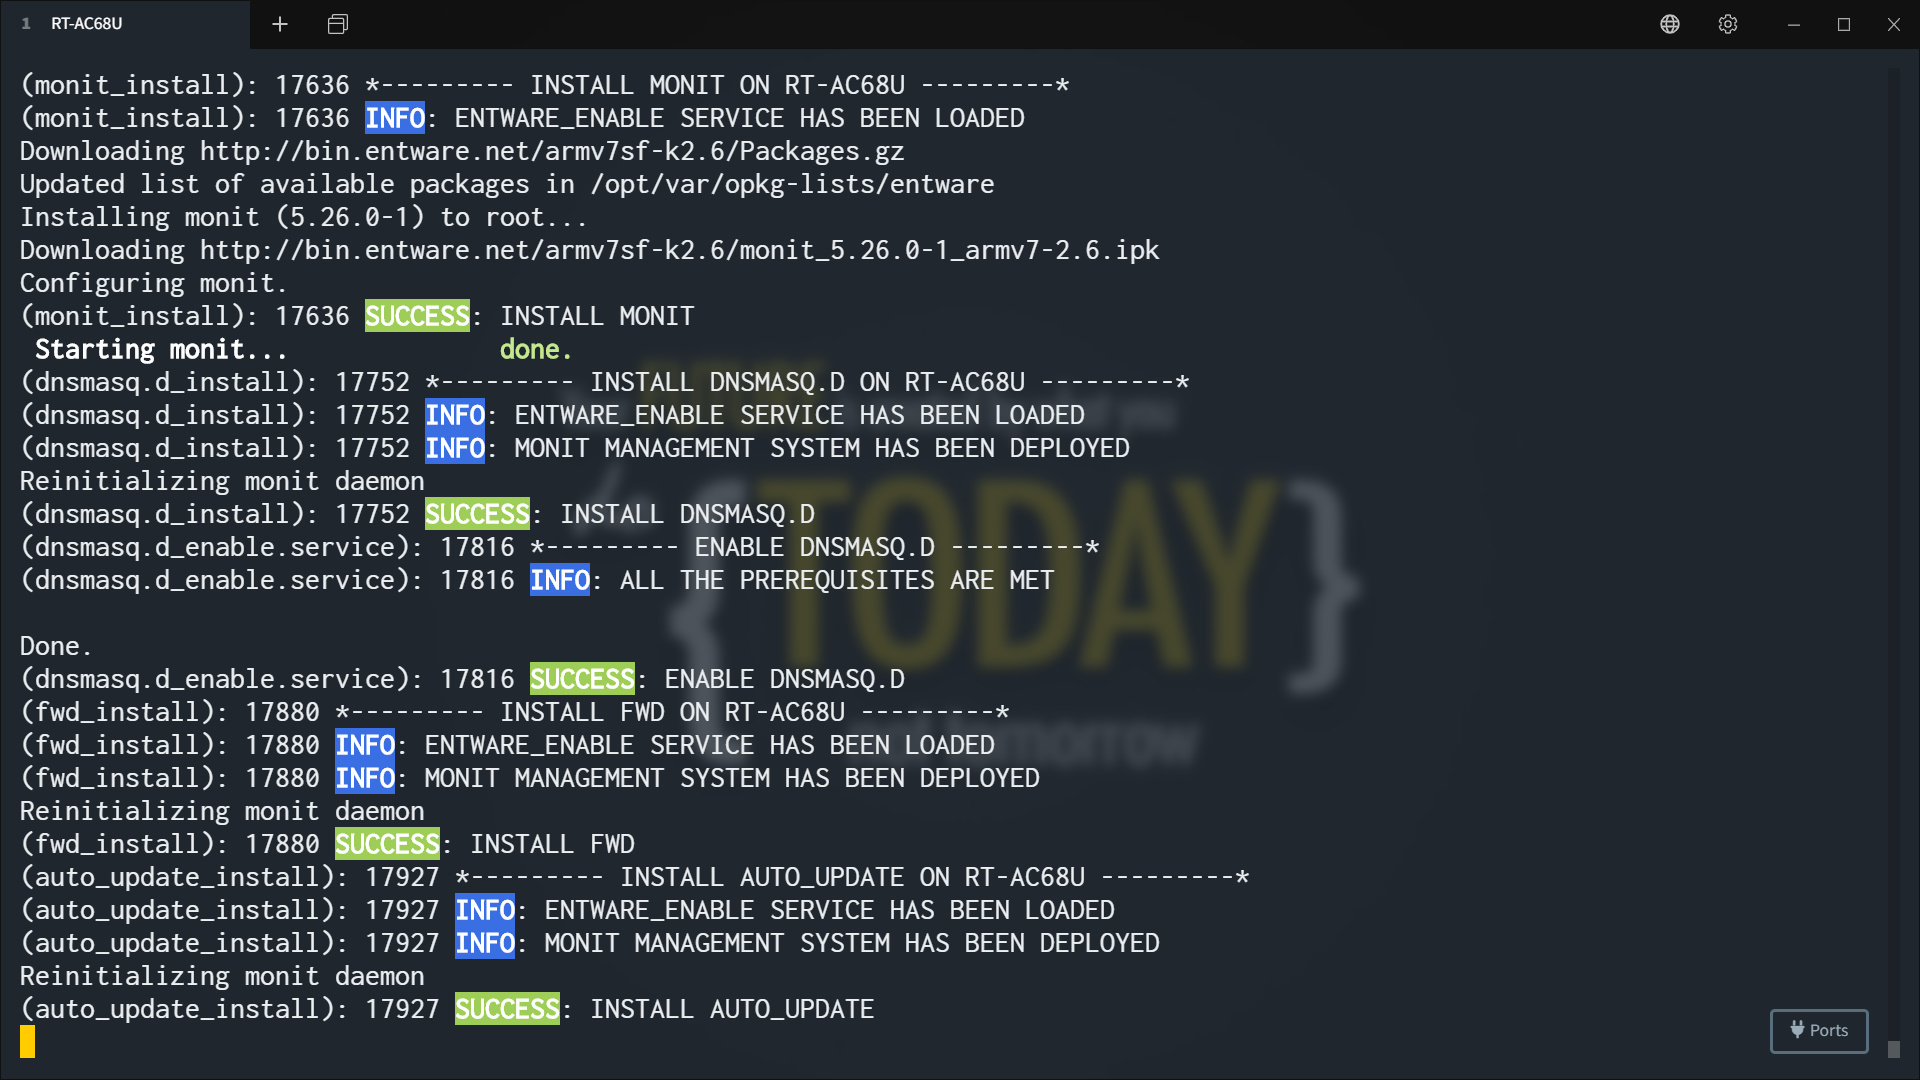 1 RT-AC68U
(monit_install): 17636 *--------- INSTALL MONIT ON RT-AC68U ---------*
(monit_install): 17636 INFO: ENTWARE_ENABLE SERVICE HAS BEEN LOADED
Downloading http://bin.entware.net/armv7sf-k2.6/Packages.gz
Updated list of available packages in /opt/var/opkg-lists/entware
Installing monit (5.26.0-1) to root...
Downloading http://bin.entware.net/armv7sf-k2.6/monit_5.26.0-1_armv7-2.6.ipk
Configuring monit.
(monit_install): 17636 SUCCESS: INSTALL MONIT
Starting monit... done.
(dnsmasq.d_install): 17752 *--------- INSTALL DNSMASQ.D ON RT-AC68U ---------*
(dnsmasq.d_install): 17752 INFO: ENTWARE_ENABLE SERVICE HAS BEEN LOADED
(dnsmasq.d_install): 17752 INFO: MONIT MANAGEMENT SYSTEM HAS BEEN DEPLOYED
Reinitializing monit daemon
(dnsmasq.d_install): 17752 SUCCESS: INSTALL DNSMASQ.D
(dnsmasq.d_enable.service): 17816 *--------- ENABLE DNSMASQ.D ---------*
(dnsmasq.d_enable.service): 17816 INFO: ALL THE PREREQUISITES ARE MET
Done.
(dnsmasq.d_enable.service): 17816 SUCCESS: ENABLE DNSMASQ.D
(fwd_install): 17880 *--------- INSTALL FWD ON RT-AC68U ---------*
(fwd_install): 17880 INFO: ENTWARE_ENABLE SERVICE HAS BEEN LOADED
(fwd_install): 17880 INFO: MONIT MANAGEMENT SYSTEM HAS BEEN DEPLOYED
Reinitializing monit daemon
(fwd_install): 17880 SUCCESS: INSTALL FWD
(auto_update_install): 17927 *--------- INSTALL AUTO_UPDATE ON RT-AC68U ---------*
(auto_update_install): 17927 INFO: ENTWARE_ENABLE SERVICE HAS BEEN LOADED
(auto_update_install): 17927 INFO: MONIT MANAGEMENT SYSTEM HAS BEEN DEPLOYED
Reinitializing monit daemon
(auto_update_install): 17927 SUCCESS: INSTALL AUTO_UPDATE
Ports
you
{TODAY}
tomorrow